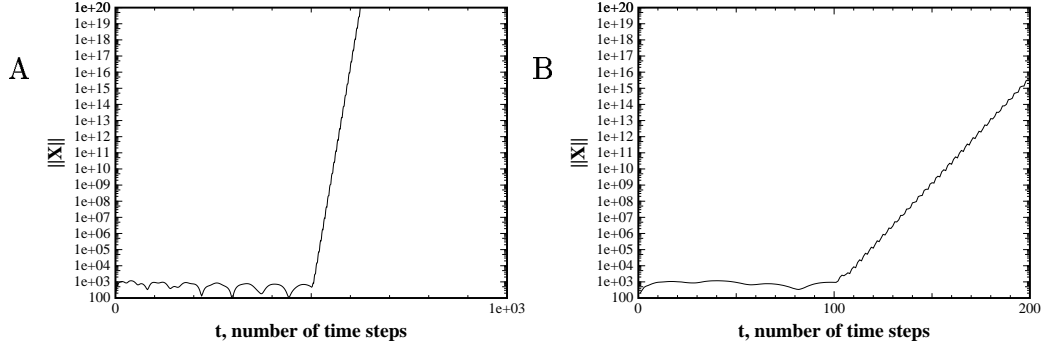 A
||X||
1e+20
1e+19
1e+18
1e+17
1e+16
1e+15
1e+14
1e+13
1e+12
1e+11
1e+10
1e+09
1e+08
1e+07
1e+06
1e+05
1e+04
1e+03
100
0
1e+03
t, number of time steps
B
||X||
1e+20
1e+19
1e+18
1e+17
1e+16
1e+15
1e+14
1e+13
1e+12
1e+11
1e+10
1e+09
1e+08
1e+07
1e+06
1e+05
1e+04
1e+03
100
0
100
200
t, number of time steps